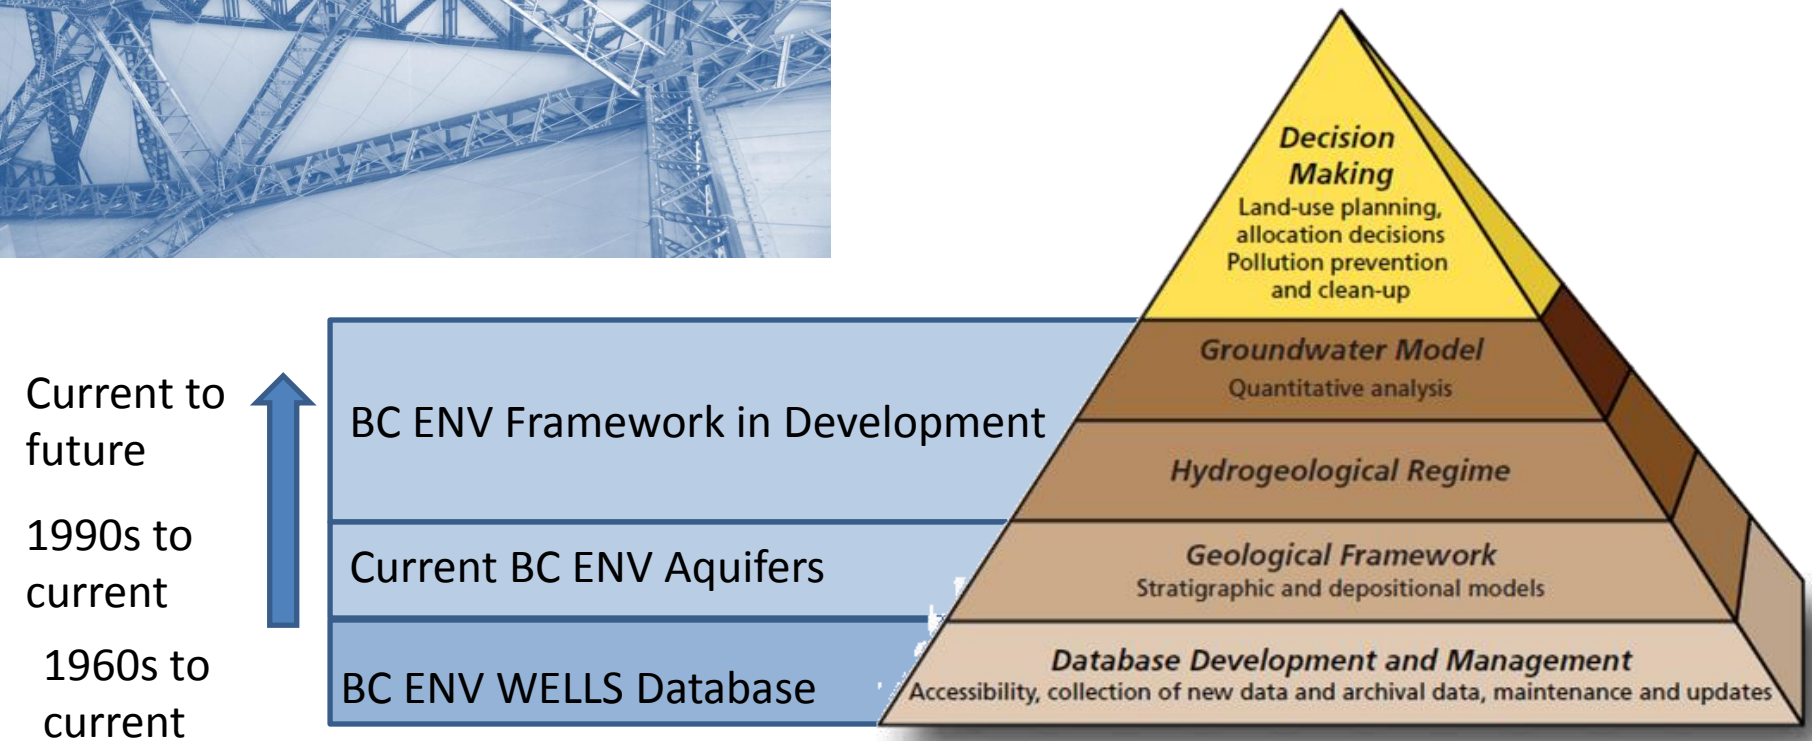 Decision
Making
Land-use planning,
allocation decisions
Pollution prevention
and clean-up
Groundwater Model
Quantitative analysis
Hydrogeological Regime
Geological Framework
Stratigraphic and depositional models
Database Development and Management
Accessibility, collection of new data and archival data, maintenance and updates
Current to
future
BC ENV Framework in Development
1990s to
current
Current BC ENV Aquifers
1960s to
current
BC ENV WELLS Database